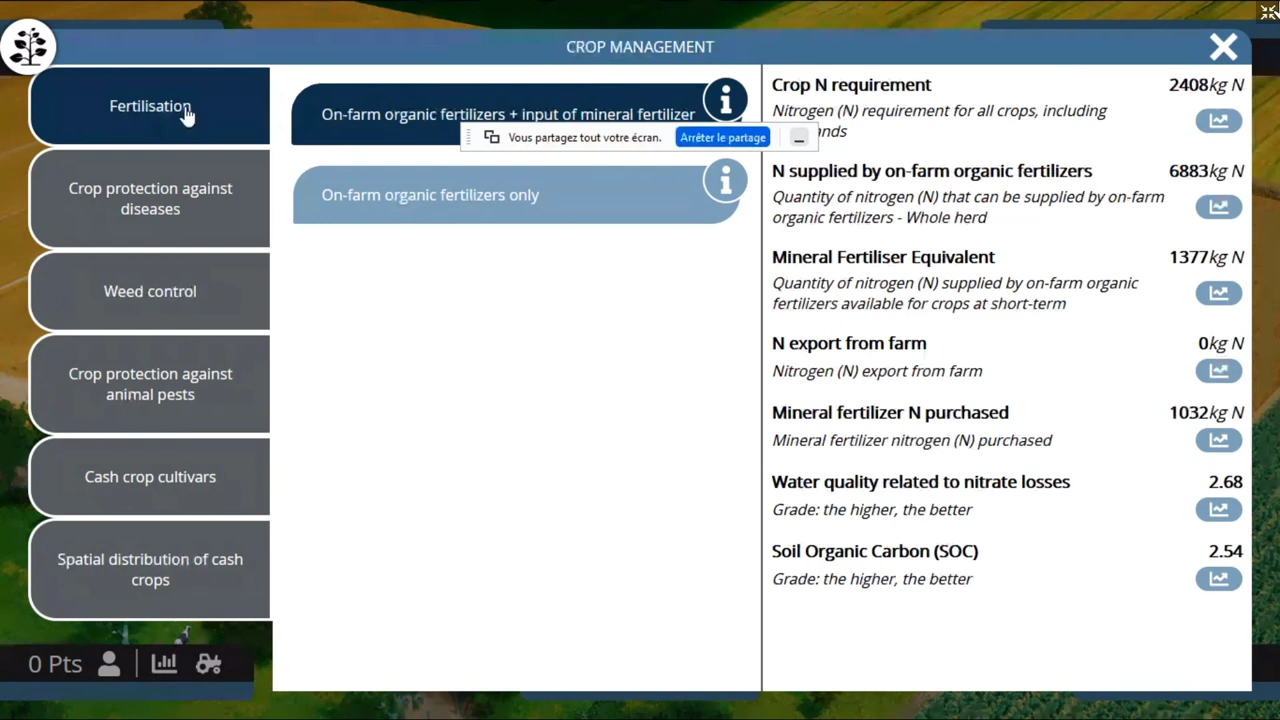 CROP MANAGEMENT
Fertilisation
Crop protection against
diseases
Weed control
Crop protection against
animal pests
Cash crop cultivars
Spatial distribution of cash
crops
0 Pts
On-farm organic fertilizers + input of mineral fertilizer
Vous partagez tout votre écran.
Arrêter le partage
On-farm organic fertilizers only
Crop N requirement
2408kg N
Nitrogen (N) requirement for all crops, including
N supplied by on-farm organic fertilizers
6883kg N
Quantity of nitrogen (N) that can be supplied by on-farm
organic fertilizers - Whole herd
Mineral Fertiliser Equivalent
1377kg N
Quantity of nitrogen (N) supplied by on-farm organic
fertilizers available for crops at short-term
N export from farm
0kg N
Nitrogen (N) export from farm
Mineral fertilizer N purchased
1032kg N
Mineral fertilizer nitrogen (N) purchased
Water quality related to nitrate losses
2.68
Grade: the higher, the better
Soil Organic Carbon (SOC)
2.54
Grade: the higher, the better